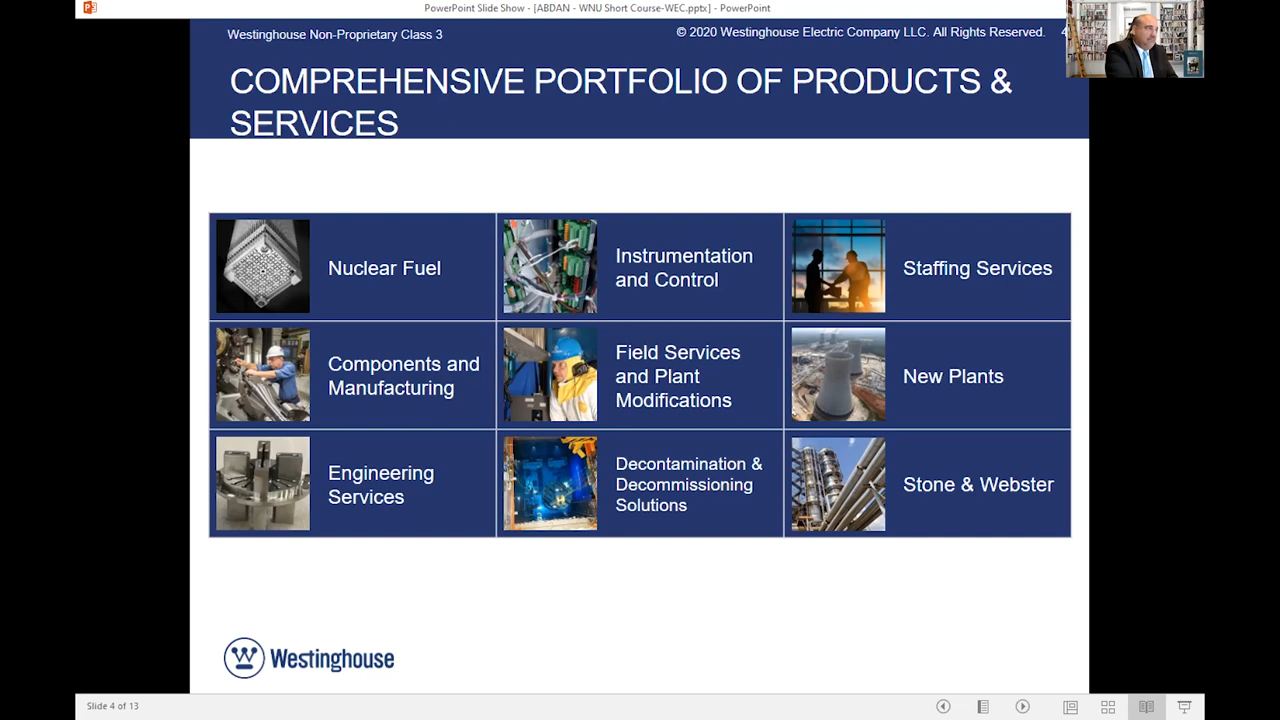 PowerPoint Slide Show - [ABDAN - WNU Short Course-WEC.pptx] - PowerPoint
Westinghouse Non-Proprietary Class 3
© 2020 Westinghouse Electric Company LLC. All Rights Reserved.
COMPREHENSIVE PORTFOLIO OF PRODUCTS &
SERVICES
Nuclear Fuel
Instrumentation
and Control
Staffing Services
Components and
Manufacturing
Field Services
and Plant
Modifications
New Plants
Engineering
Services
Decontamination &
Decommissioning
Solutions
Stone & Webster
Westinghouse
Slide 4 of 13